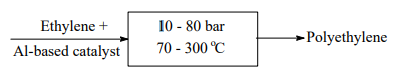 Ethylene +
Al-based catalyst
10 - 80 bar
70 - 300 °C
Polyethylene